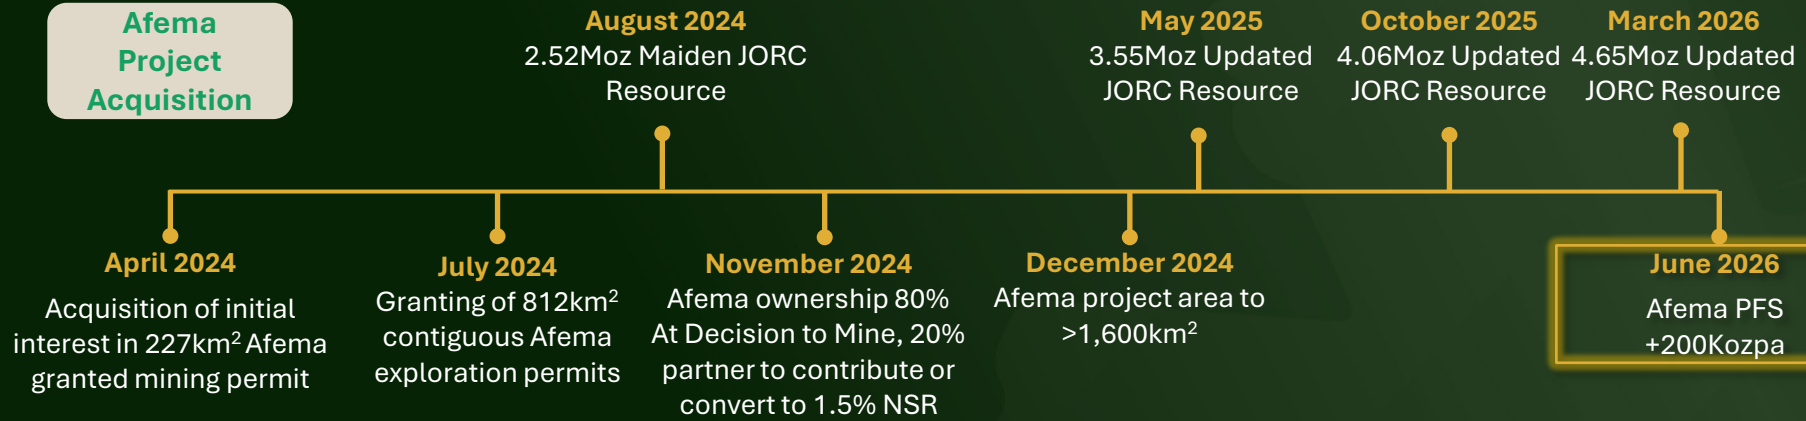 Afema
Project
Acquisition
August 2024
2.52Moz Maiden JORC
Resource
May 2025
3.55Moz Updated
JORC Resource
October 2025
4.06Moz Updated
JORC Resource
March 2026
4.65Moz Updated
JORC Resource
April 2024
Acquisition of initial
interest in 227km² Afema
granted mining permit
July 2024
Granting of 812km²
contiguous Afema
exploration permits
November 2024
Afema ownership 80%
At Decision to Mine, 20%
partner to contribute or
convert to 1.5% NSR
December 2024
Afema project area to
>1,600km²
June 2026
Afema PFS
+200Kozpa